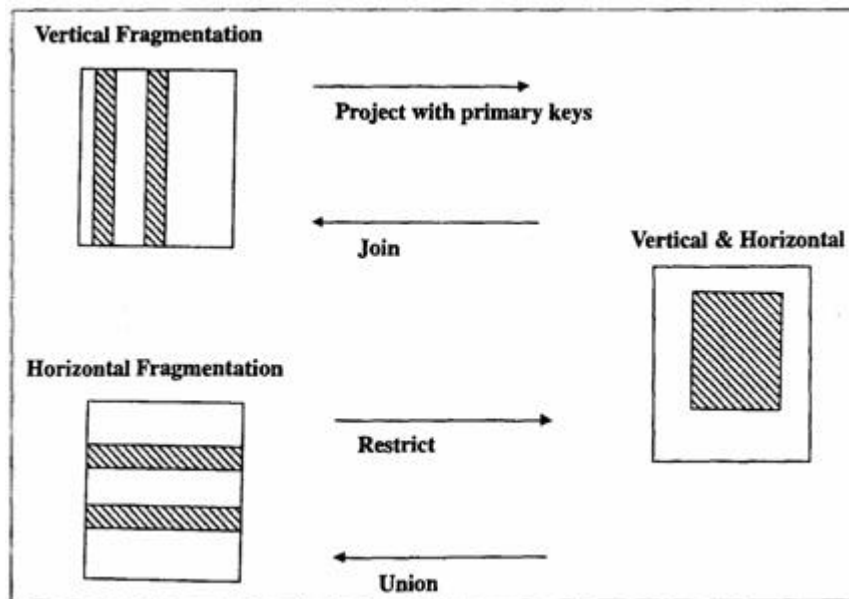 Vertical Fragmentation
Project with primary keys
Join
Vertical & Horizontal
Horizontal Fragmentation
Restrict
Union